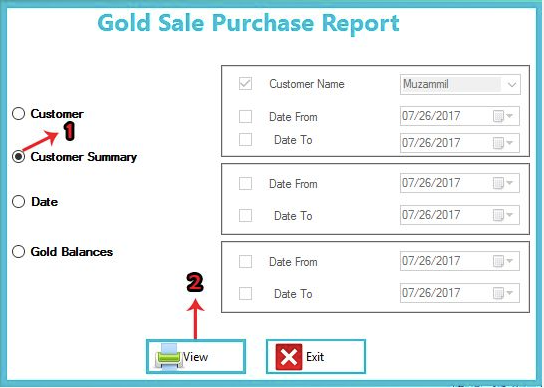 Gold Sale Purchase Report
Customer Name Muzammil
Customer
Date From 07/26/2017
1
Date To 07/26/2017
Customer Summary
Date From 07/26/2017
Date
Date To 07/26/2017
Gold Balances
Date From 07/26/2017
2
Date To 07/26/2017
View Exit